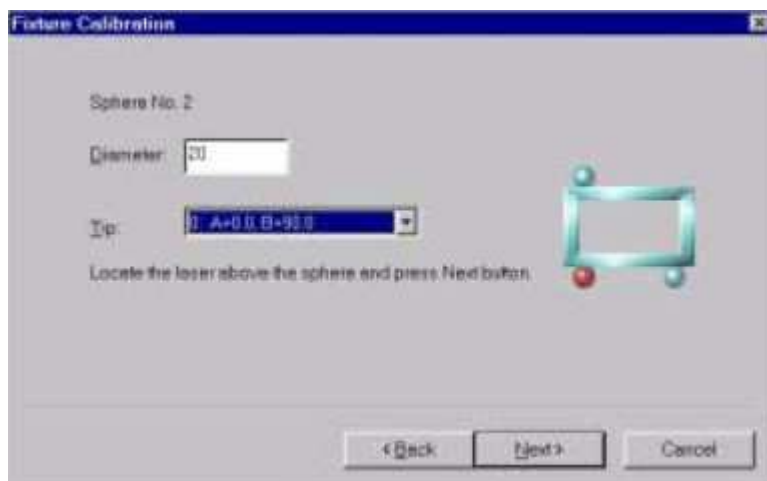 Fixture Calibration
Sphere No. 2
Diameter: 20
Tip: 0: A+0.0, B+90.0
Locate the laser above the sphere and press Next button.
< Back Next > Cancel